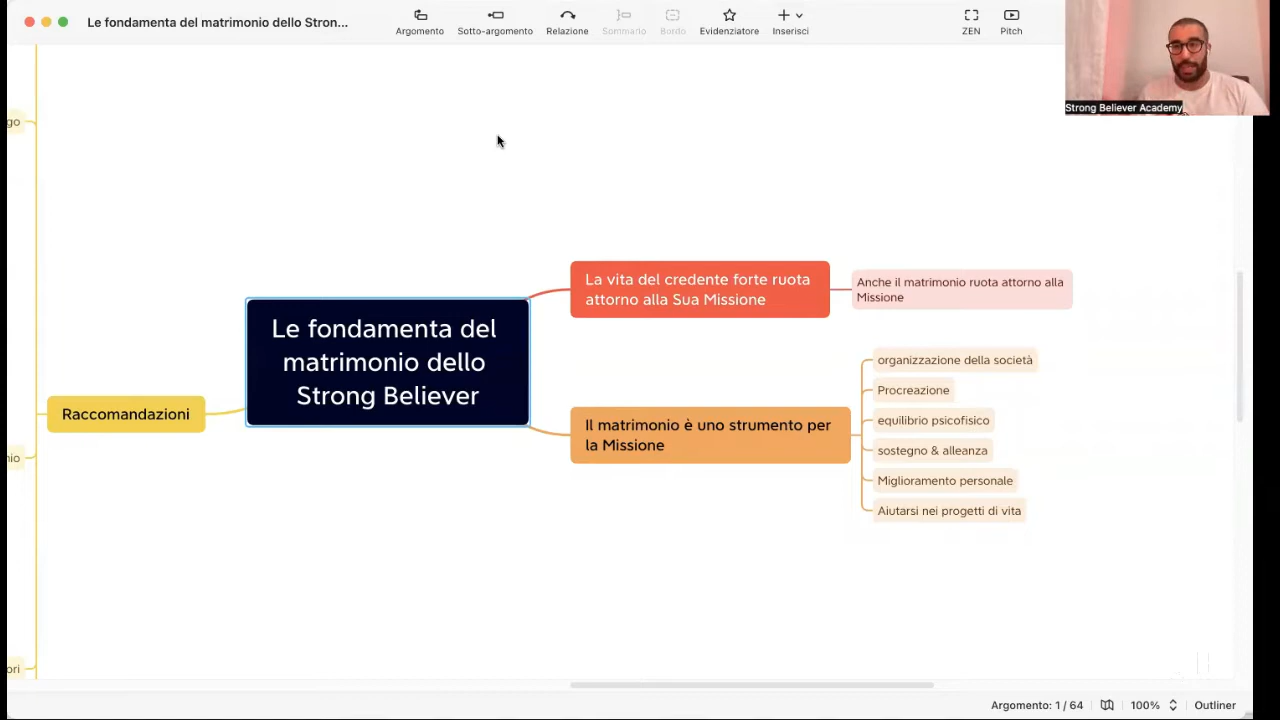 Le fondamenta del matrimonio dello Stron...
Argomento
Sotto-argomento
Relazione
Sommario
Bordo
Evidenziatore
Inserisci
ZEN
Pitch
Strong Believer Academy
go
La vita del credente forte ruota
attorno alla Sua Missione
Anche il matrimonio ruota attorno alla
Missione
Le fondamenta del
matrimonio dello
Strong Believer
Raccomandazioni
Il matrimonio è uno strumento per
la Missione
organizzazione della società
Procreazione
equilibrio psicofisico
sostegno & alleanza
Miglioramento personale
Aiutarsi nei progetti di vita
nio
ori
Argomento: 1 / 64
100%
Outliner